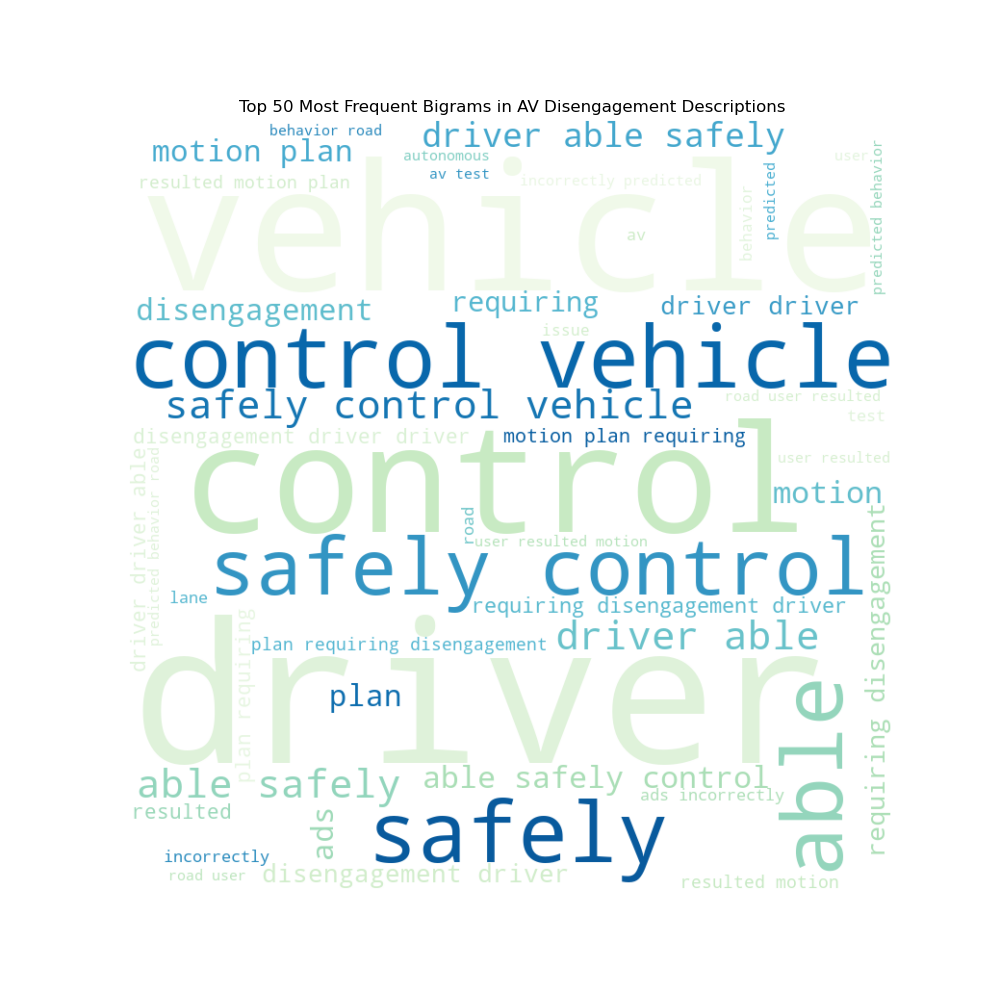 Top 50 Most Frequent Bigrams in AV Disengagement Descriptions
behavior road
driver able safely
motion plan
autonomous
user
resulted motion plan
av test
incorrectly predicted
predicted
behavior
predicted behavior
vehicle
av
disengagement
requiring
driver driver
issue
control vehicle
safely control vehicle
road user resulted
test
disengagement driver driver
motion plan requiring
control
user resulted
driver driver able
predicted behavior road
motion
road
user resulted motion
requiring disengagement
safely control
lane
requiring disengagement driver
driver able
plan requiring disengagement
plan requiring
driver
plan
able
able safely
able safely control
ads incorrectly
resulted
ads
safely
incorrectly
road user
disengagement driver
resulted motion